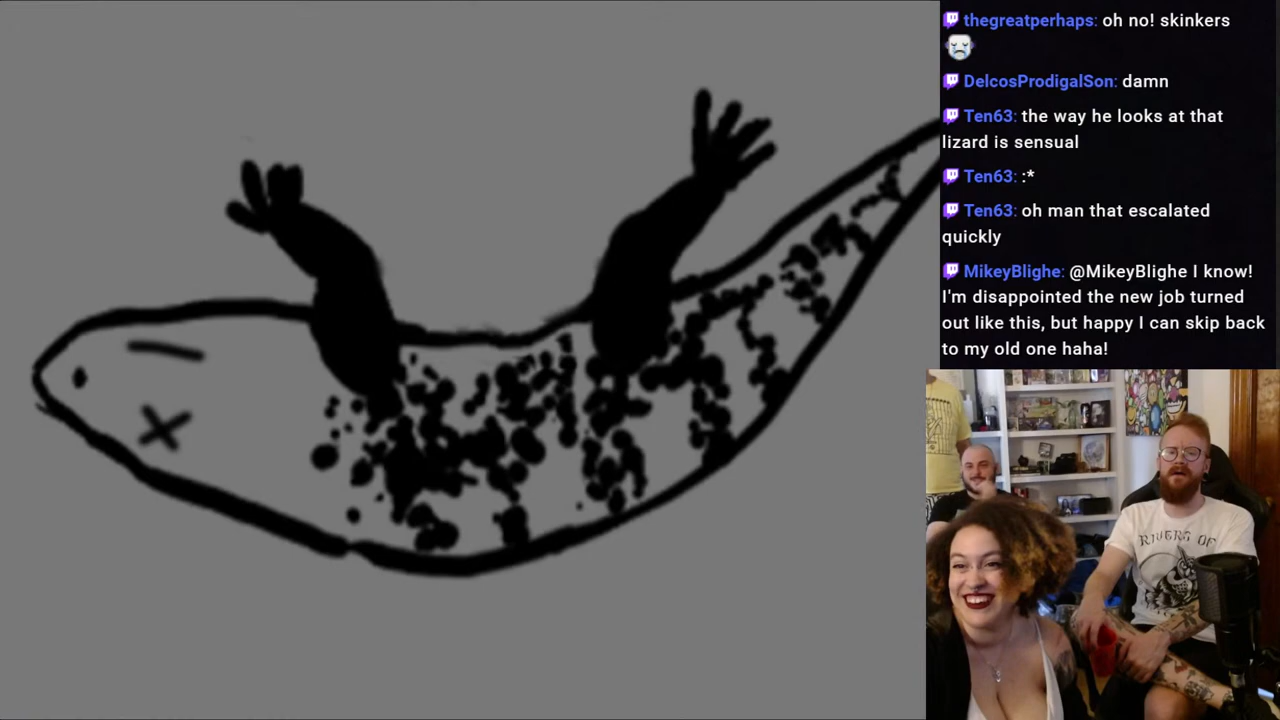 thegreatperhaps: oh no! skinkers
DelcosProdigalSon: damn
Ten63: the way he looks at that
lizard is sensual
Ten63: :*
Ten63: oh man that escalated
quickly
MikeyBlighe: @MikeyBlighe I know!
I'm disappointed the new job turned
out like this, but happy I can skip back
to my old one haha!
RIVERS OF